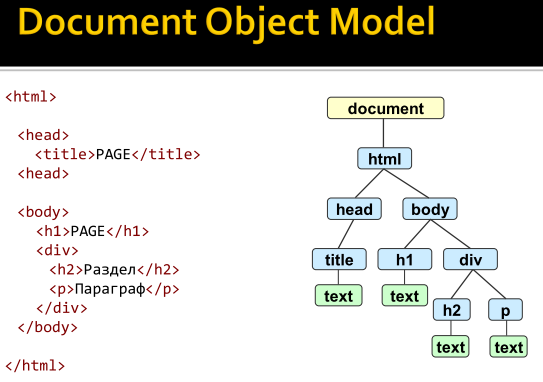 Document Object Model
<html>
<head>
<title>PAGE</title>
<head>
<body>
<h1>PAGE</h1>
<div>
<h2>Раздел</h2>
<p>Параграф</p>
</div>
</body>
</html>
document
html
head body
title h1 div
text text
h2 p
text text